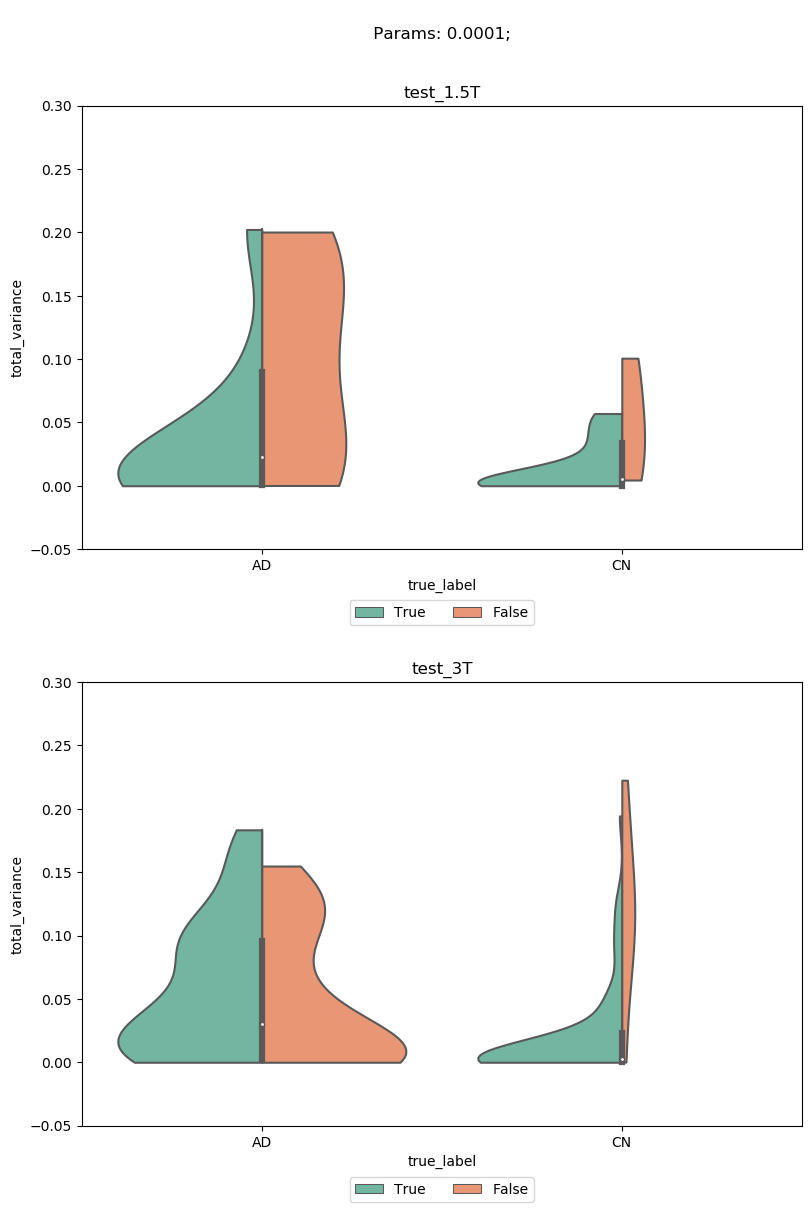 Params: 0.0001;
test_1.5T
0.30
0.25
0.20
0.15
0.10
0.05
0.00
−0.05
total_variance
AD CN
true_label
True False
test_3T
0.30
0.25
0.20
0.15
0.10
0.05
0.00
−0.05
total_variance
AD CN
true_label
True False